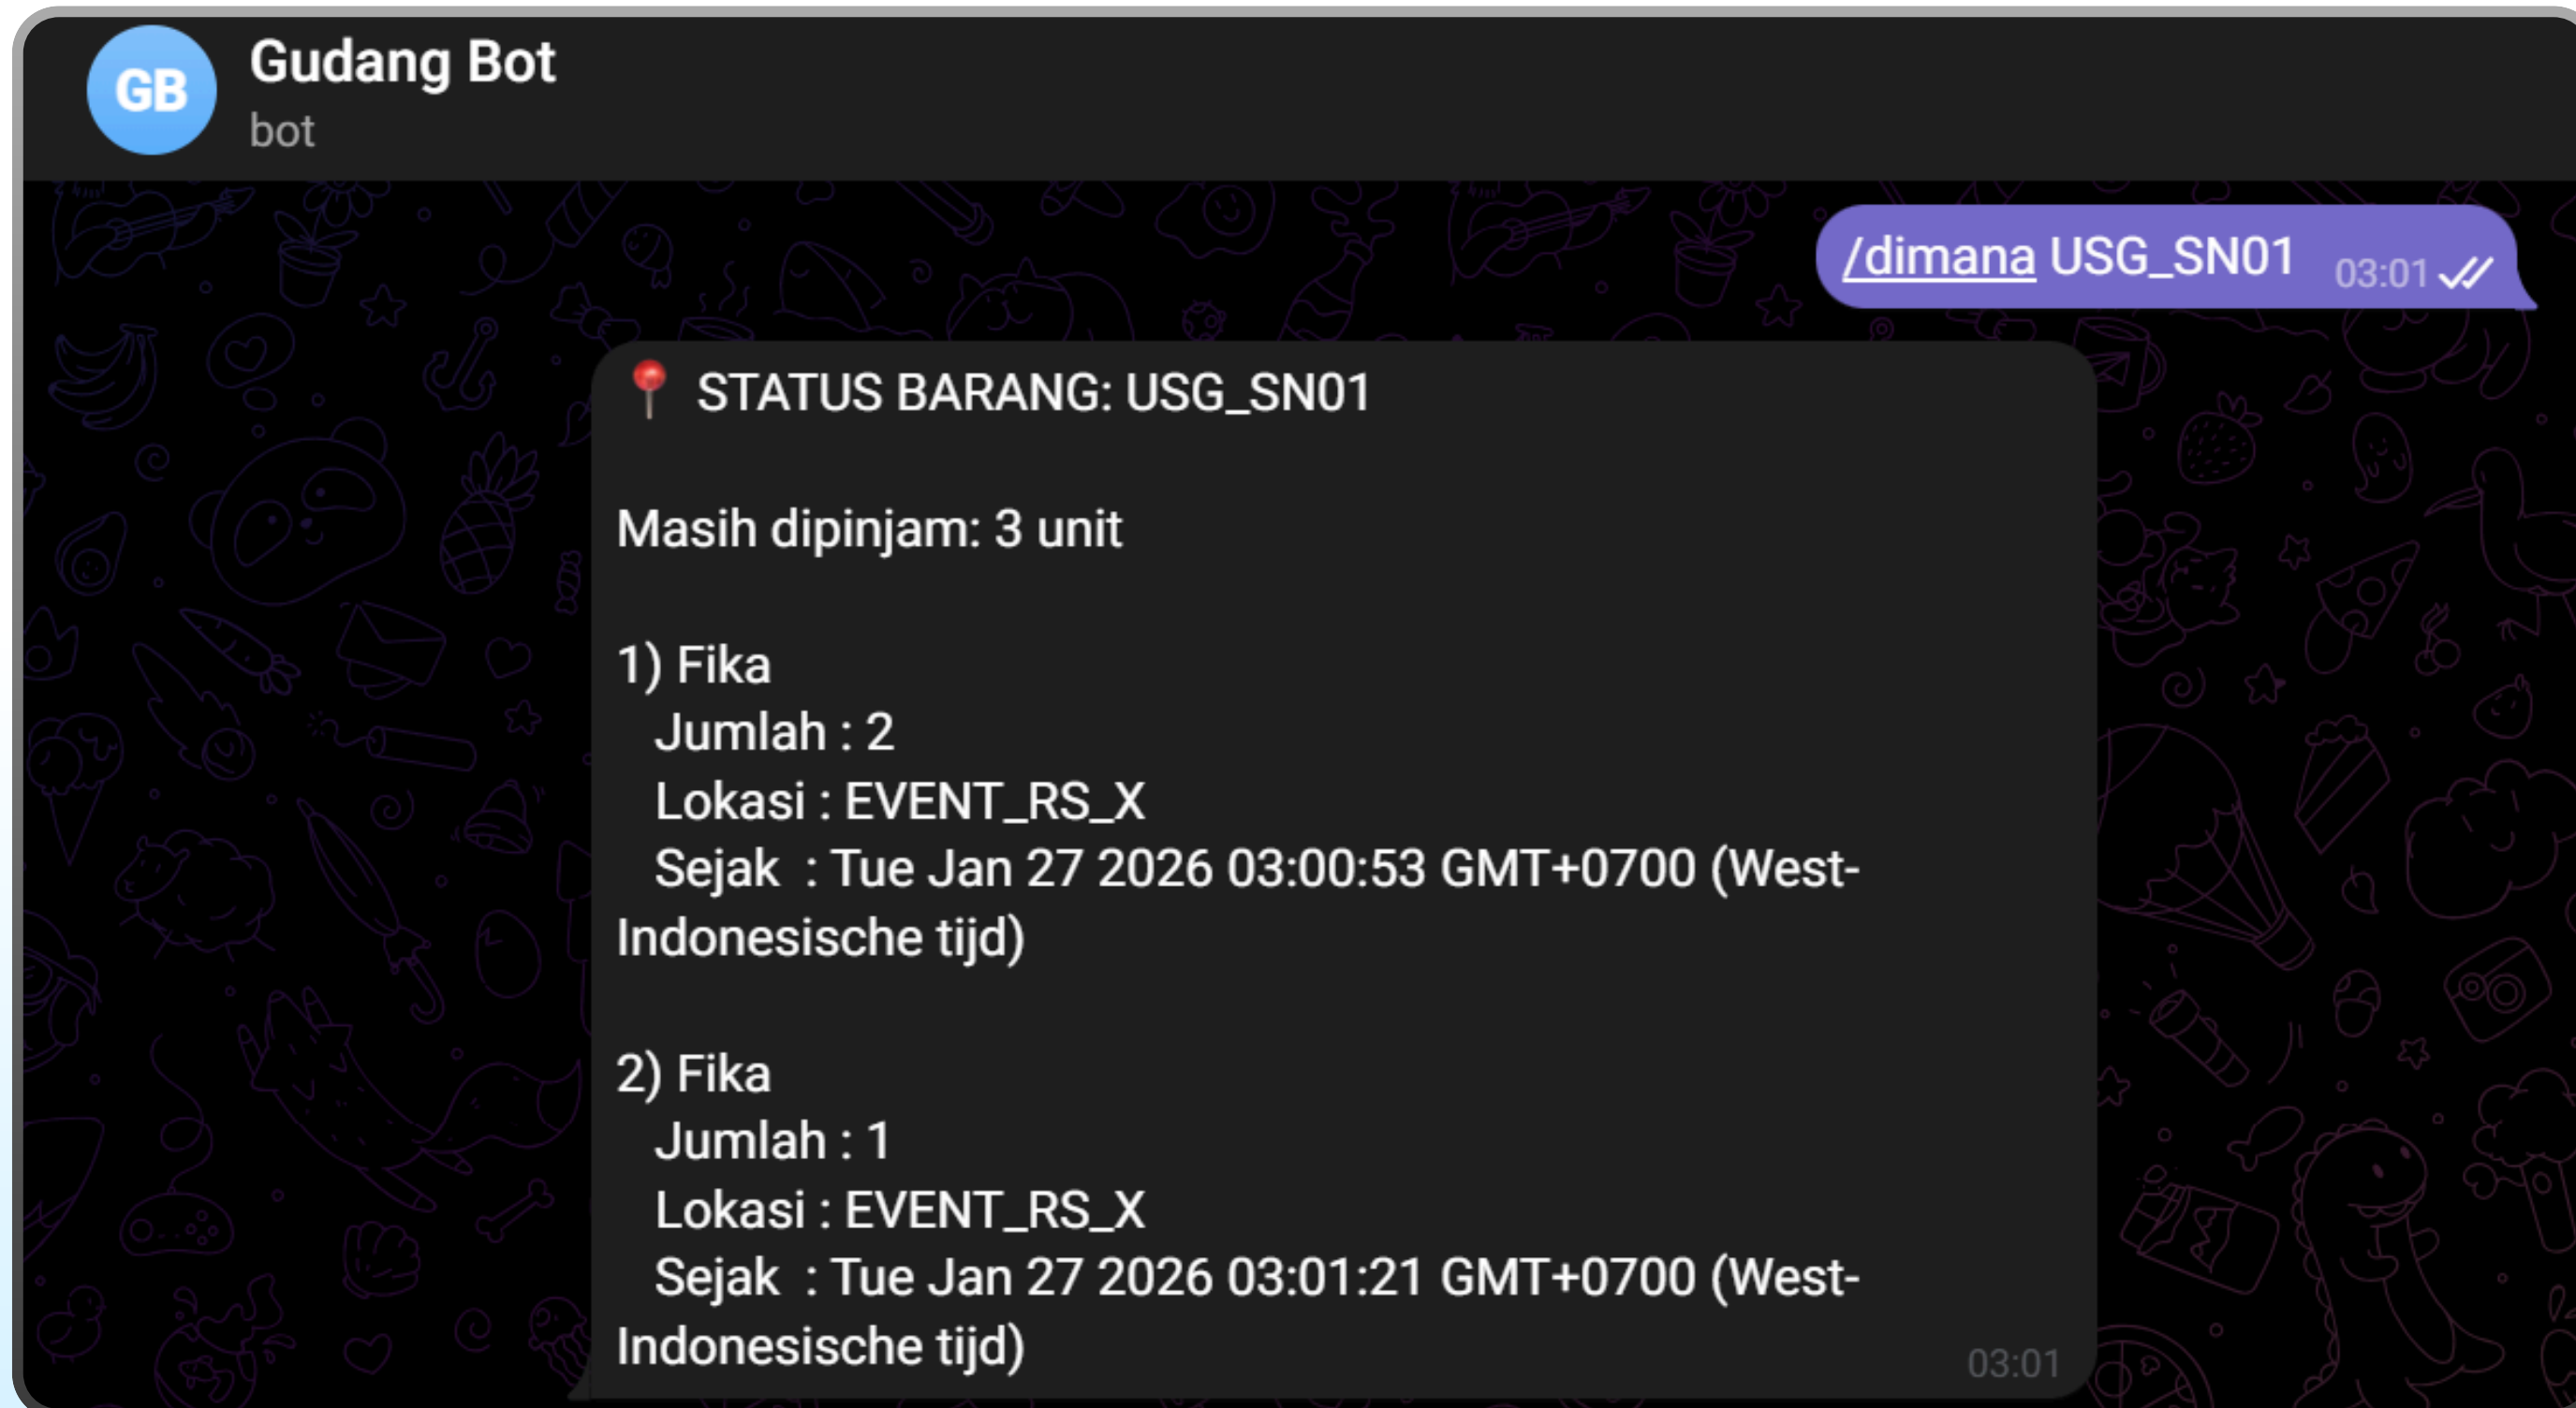 GB
Gudang Bot
bot
/dimana USG_SN01 03:01
📍 STATUS BARANG: USG_SN01
Masih dipinjam: 3 unit
1) Fika
Jumlah : 2
Lokasi : EVENT_RS_X
Sejak : Tue Jan 27 2026 03:00:53 GMT+0700 (West-
Indonesische tijd)
2) Fika
Jumlah : 1
Lokasi : EVENT_RS_X
Sejak : Tue Jan 27 2026 03:01:21 GMT+0700 (West-
Indonesische tijd)
03:01